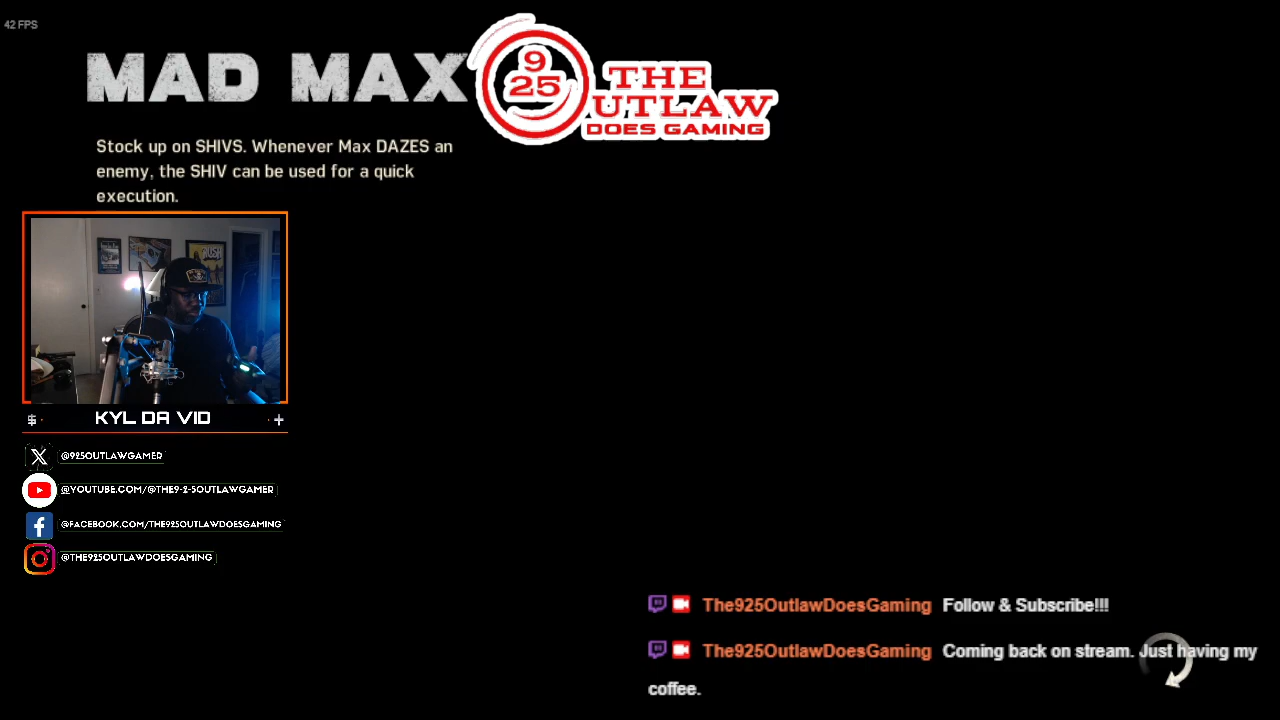 42 FPS
MAD MAX
9
25
THE
UTLAW
DOES GAMING
Stock up on SHIVS. Whenever Max DAZES an
enemy, the SHIV can be used for a quick
execution.
RUSH
KYL DA VID
@925OUTLAWGAMER
@YOUTUBE.COM/@THE9-2-5OUTLAWGAMER
@FACEBOOK.COM/THE925OUTLAWDOESGAMING
@THE925OUTLAWDOESGAMING
The925OutlawDoesGaming Follow & Subscribe!!!
The925OutlawDoesGaming Coming back on stream. Just having my
coffee.